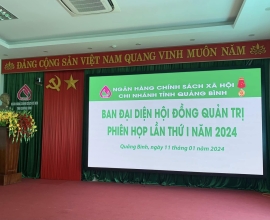 ĐẢNG CỘNG SẢN VIỆT NAM QUANG VINH MUÔN NĂM
NGÂN HÀNG CHÍNH SÁCH XÃ HỘI
CHI NHÁNH TỈNH QUẢNG BÌNH
BAN ĐẠI DIỆN HỘI ĐỒNG QUẢN TRỊ
PHIÊN HỌP LẦN THỨ I NĂM 2024
Quảng Bình, ngày 11 tháng 01 năm 2024